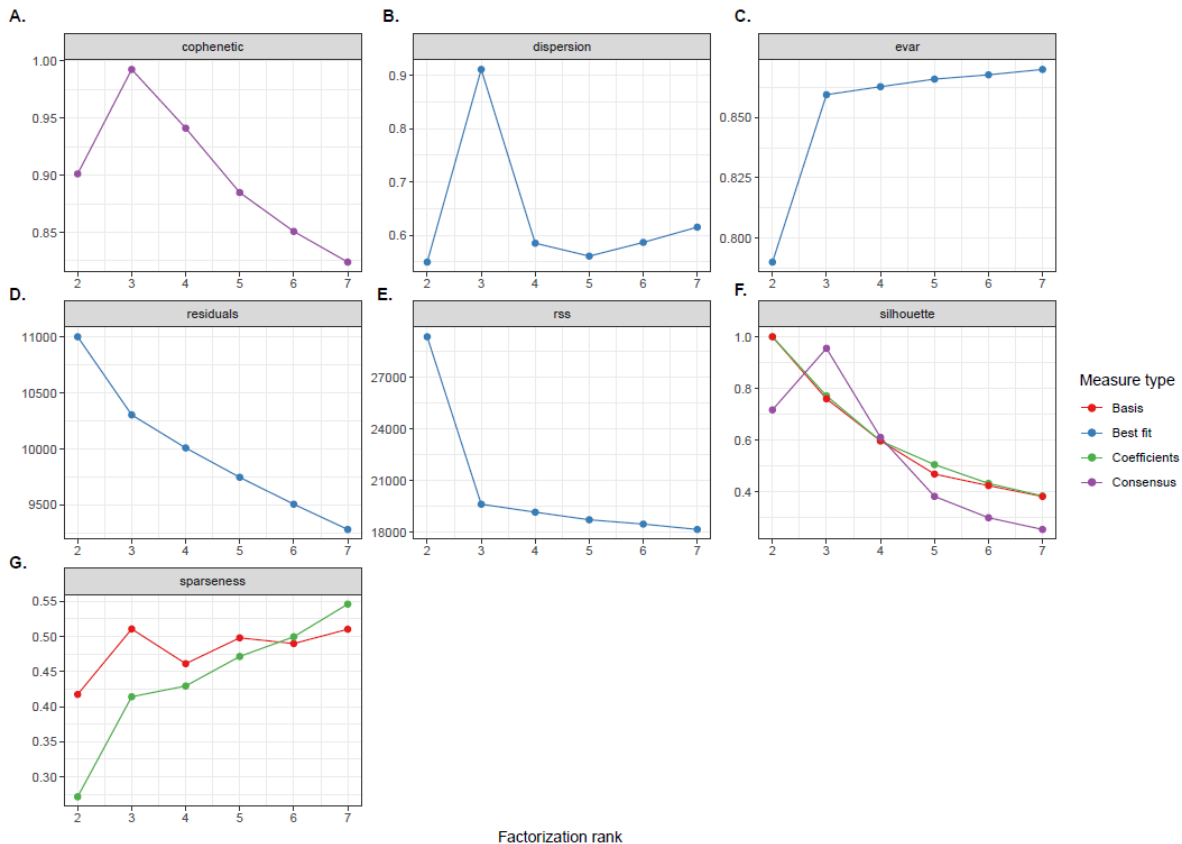 A.
cophenetic
1.00
0.95
0.90
0.85
2 3 4 5 6 7
B.
dispersion
0.9
0.8
0.7
0.6
2 3 4 5 6 7
C.
evar
0.850
0.825
0.800
2 3 4 5 6 7
D.
residuals
11000
10500
10000
9500
2 3 4 5 6 7
E.
rss
27000
24000
21000
18000
2 3 4 5 6 7
F.
silhouette
1.0
0.8
0.6
0.4
2 3 4 5 6 7
Measure type
Basis
Best fit
Coefficients
Consensus
G.
sparseness
0.55
0.50
0.45
0.40
0.35
0.30
2 3 4 5 6 7
Factorization rank